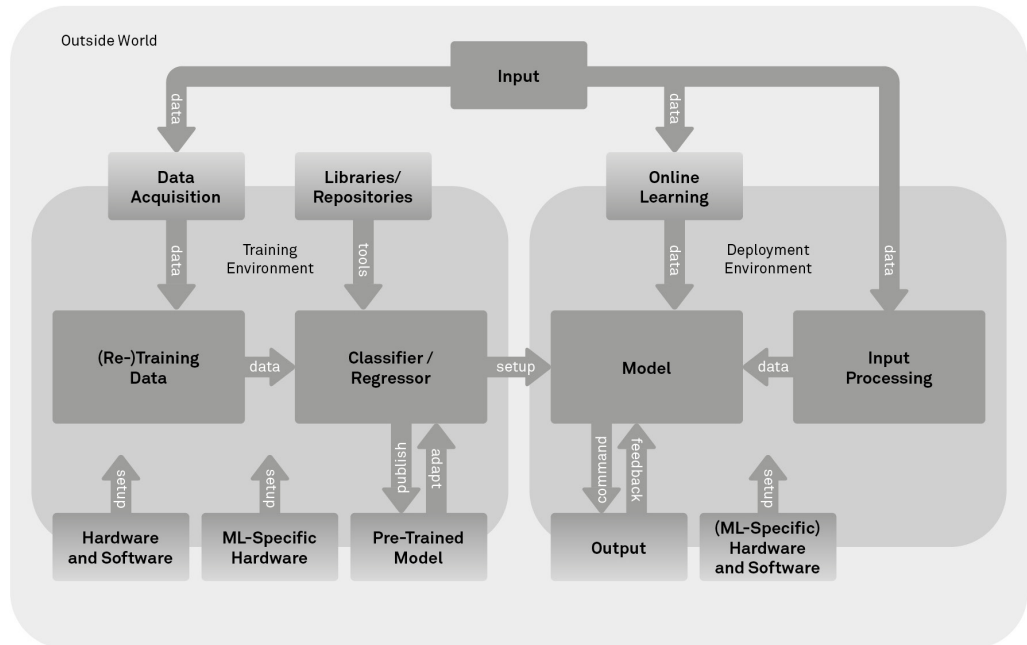 Outside World
Input
data
data
data
Data
Acquisition
Libraries/
Repositories
Online
Learning
data
tools
data
Training
Environment
Deployment
Environment
(Re-)Training
Data
data
Classifier /
Regressor
setup
Model
data
Input
Processing
setup
setup
publish
adapt
command
feedback
setup
Hardware
and Software
ML-Specific
Hardware
Pre-Trained
Model
Output
(ML-Specific)
Hardware
and Software